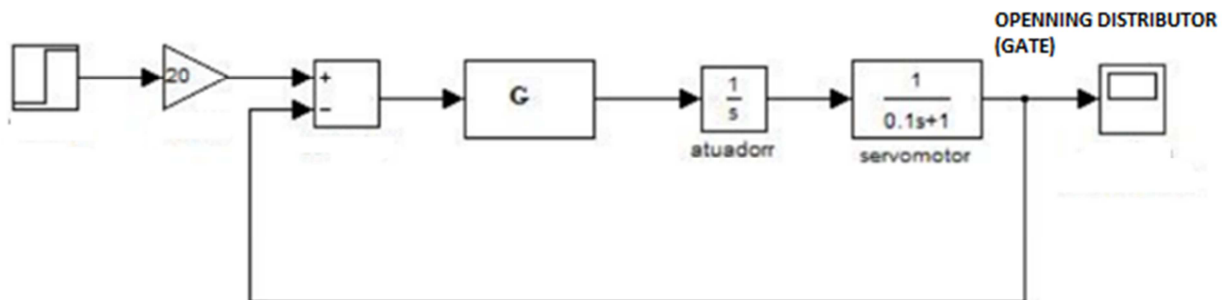 OPENNING DISTRIBUTOR
(GATE)
20
+
−
G
1
s
1
0.1s+1
atuadorr
servomotor